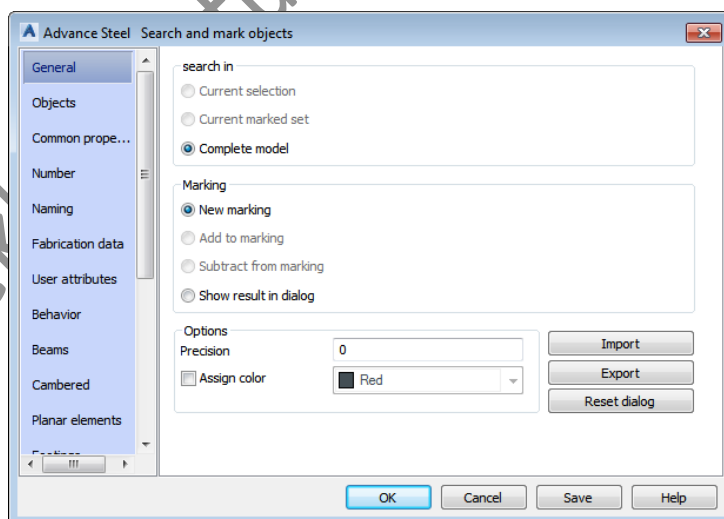 Advance Steel Search and mark objects
General
Objects
Common prope...
Number
Naming
Fabrication data
User attributes
Behavior
Beams
Cambered
Planar elements
search in
Current selection
Current marked set
Complete model
Marking
New marking
Add to marking
Subtract from marking
Show result in dialog
Options
Precision 0
Assign color Red
Import
Export
Reset dialog
OK Cancel Save Help